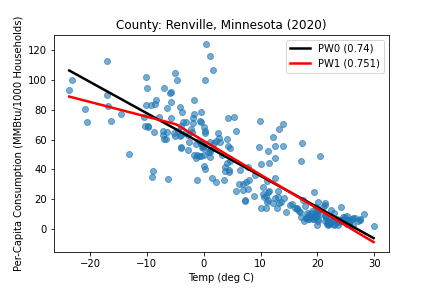 County: Renville, Minnesota (2020)
PW0 (0.74)
PW1 (0.751)
Per-Capita Consumption (MMBtu/1000 Households)
120
100
80
60
40
20
0
−20 −10 0 10 20 30
Temp (deg C)